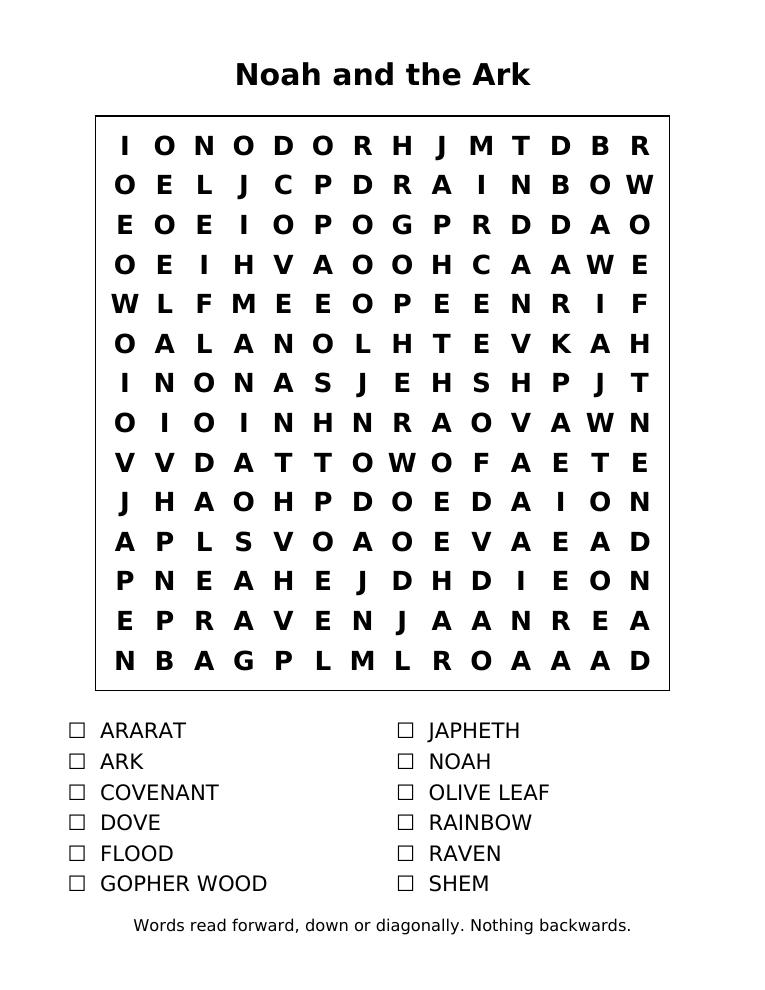 Noah and the Ark
I O N O D O R H J M T D B R
O E L J C P D R A I N B O W
E O E I O P O G P R D D A O
O E I H V A O O H C A A W E
W L F M E E O P E E N R I F
O A L A N O L H T E V K A H
I N O N A S J E H S H P J T
O I O I N H N R A O V A W N
V V D A T T O W O F A E T E
J H A O H P D O E D A I O N
A P L S V O A O E V A E A D
P N E A H E J D H D I E O N
E P R A V E N J A A N R E A
N B A G P L M L R O A A A D
☐ ARARAT
☐ ARK
☐ COVENANT
☐ DOVE
☐ FLOOD
☐ GOPHER WOOD
☐ JAPHETH
☐ NOAH
☐ OLIVE LEAF
☐ RAINBOW
☐ RAVEN
☐ SHEM
Words read forward, down or diagonally. Nothing backwards.